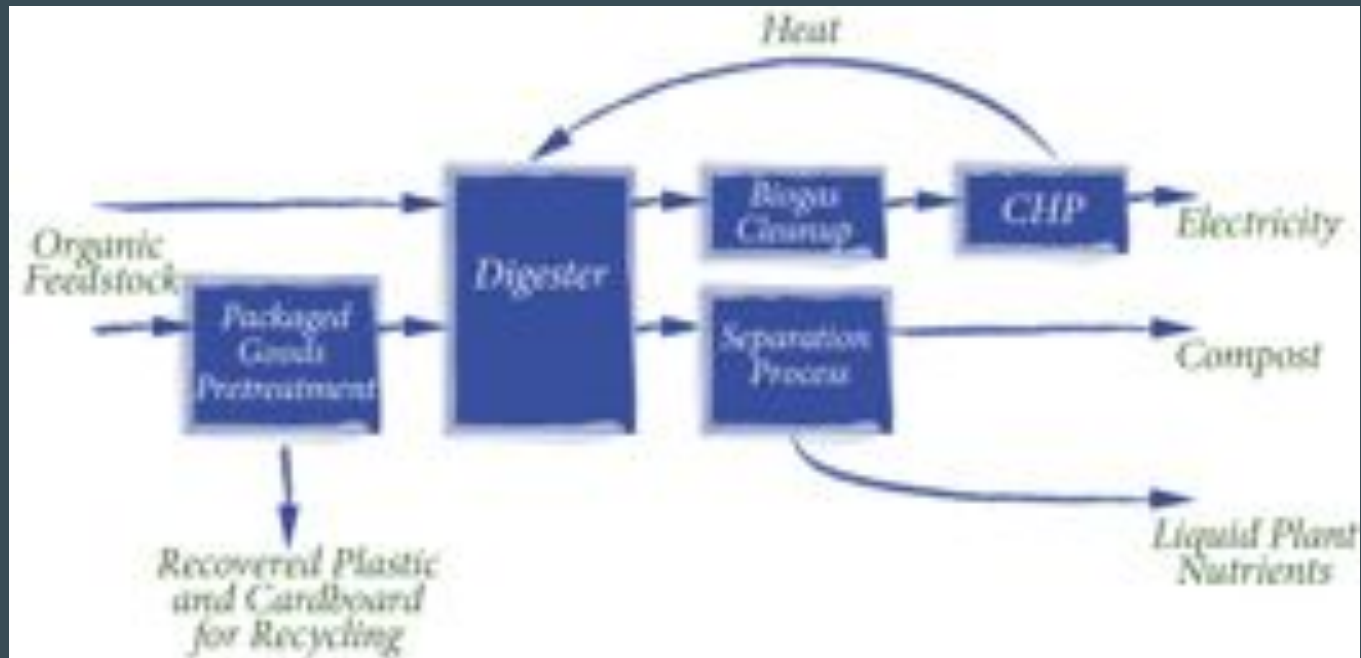 Heat
Organic
Feedstock
Packaged
Goods
Pretreatment
Digester
Biogas
Cleanup
CHP
Electricity
Separation
Process
Compost
Liquid Plant
Nutrients
Recovered Plastic
and Cardboard
for Recycling